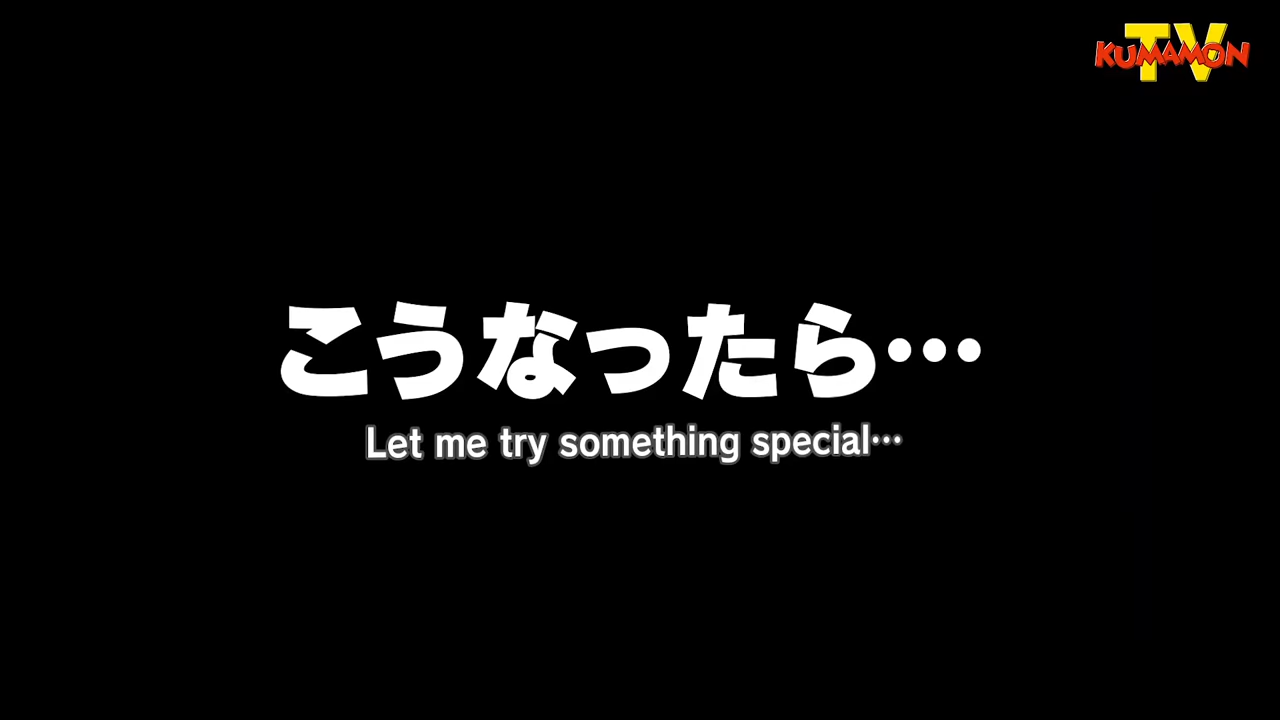 TV
KUMAMON
こうなったら…
Let me try something special…